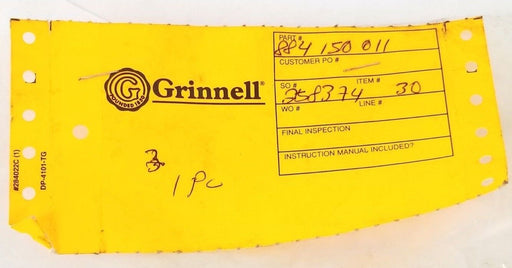 PART #
884 150 011
CUSTOMER PO #
SO # ITEM #
258374 30
WO # LINE #
FINAL INSPECTION
INSTRUCTION MANUAL INCLUDED?
G Grinnell®
FOUNDED 1850
3
1 PC
#284022C (1)
DP-4101-TG